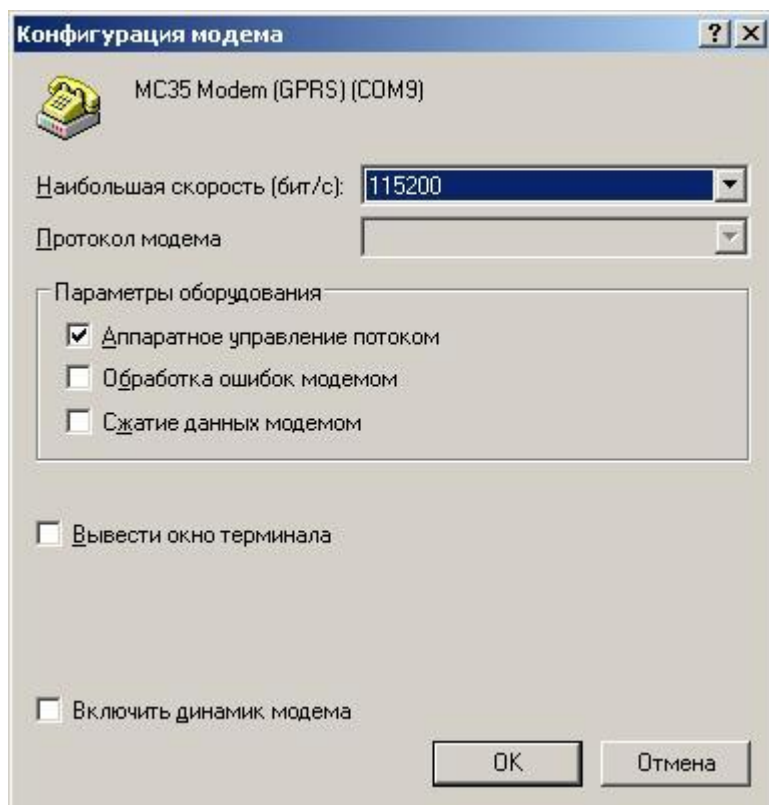 Конфигурация модема
MC35 Modem (GPRS) (COM9)
Наибольшая скорость (бит/с): 115200
Протокол модема
Параметры оборудования
Аппаратное управление потоком
Обработка ошибок модемом
Сжатие данных модемом
Вывести окно терминала
Включить динамик модема
OK Отмена